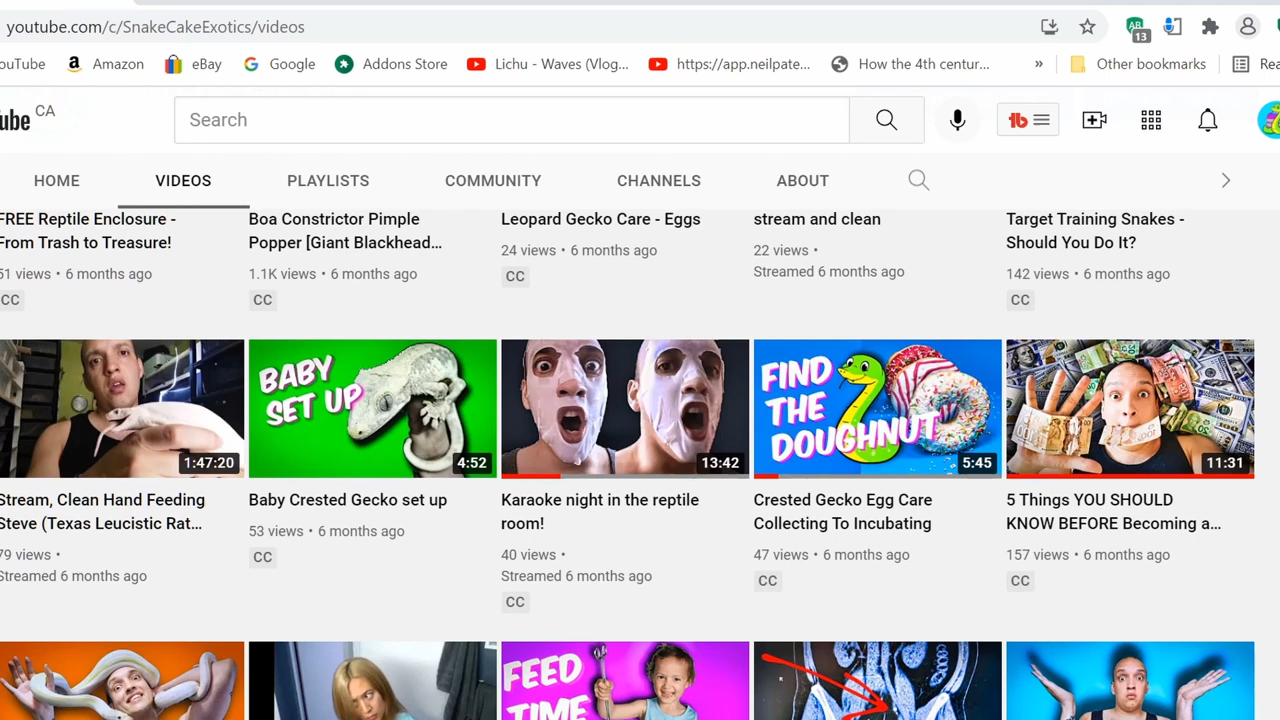 youtube.com/c/SnakeCakeExotics/videos
13
ouTube Amazon eBay Google Addons Store Lichu - Waves (Vlog... https://app.neilpate... How the 4th centur... » Other bookmarks Rea
ube CA
Search
HOME VIDEOS PLAYLISTS COMMUNITY CHANNELS ABOUT
FREE Reptile Enclosure -
From Trash to Treasure!
51 views • 6 months ago
CC
Boa Constrictor Pimple
Popper [Giant Blackhead...
1.1K views • 6 months ago
CC
Leopard Gecko Care - Eggs
24 views • 6 months ago
CC
stream and clean
22 views •
Streamed 6 months ago
Target Training Snakes -
Should You Do It?
142 views • 6 months ago
CC
1:47:20
Stream, Clean Hand Feeding
Steve (Texas Leucistic Rat...
79 views •
Streamed 6 months ago
BABY
SET UP
4:52
Baby Crested Gecko set up
53 views • 6 months ago
CC
13:42
Karaoke night in the reptile
room!
40 views •
Streamed 6 months ago
CC
FIND
THE
DOUGHNUT
5:45
Crested Gecko Egg Care
Collecting To Incubating
47 views • 6 months ago
CC
11:31
5 Things YOU SHOULD
KNOW BEFORE Becoming a...
157 views • 6 months ago
CC
FEED
TIME